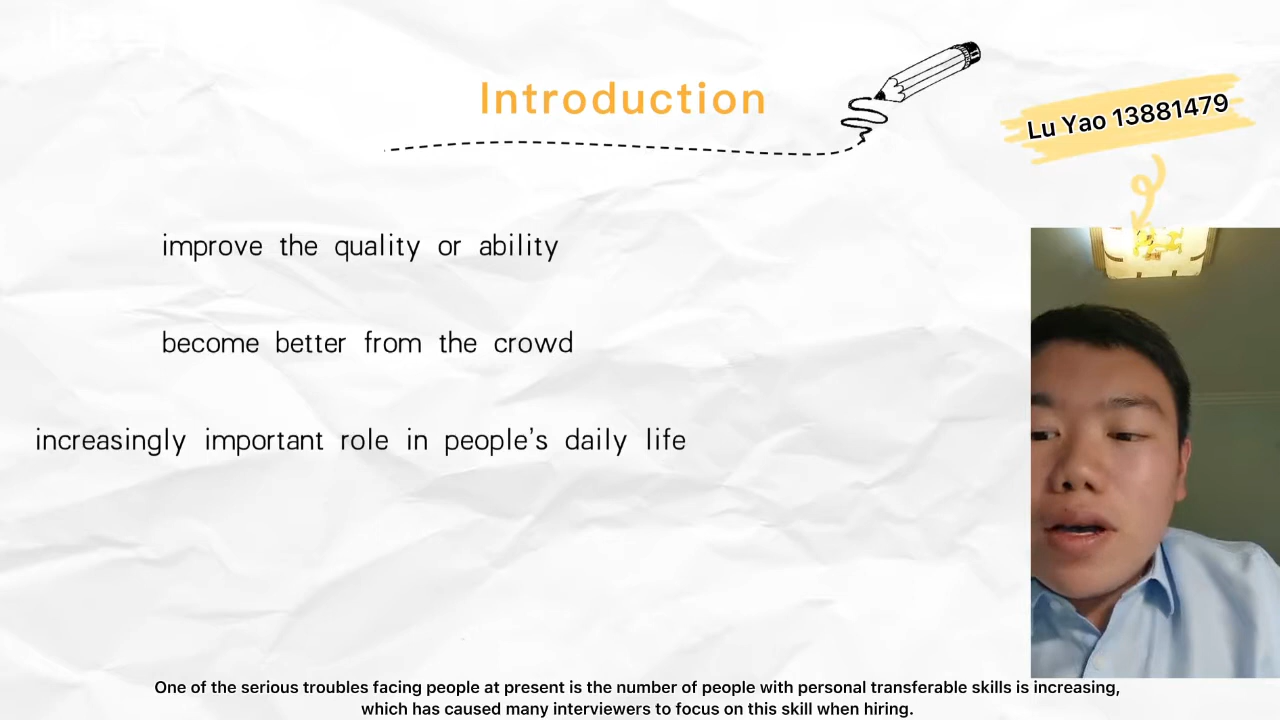 Introduction
Lu Yao 13881479
improve the quality or ability
become better from the crowd
increasingly important role in people's daily life
One of the serious troubles facing people at present is the number of people with personal transferable skills is increasing,
which has caused many interviewers to focus on this skill when hiring.